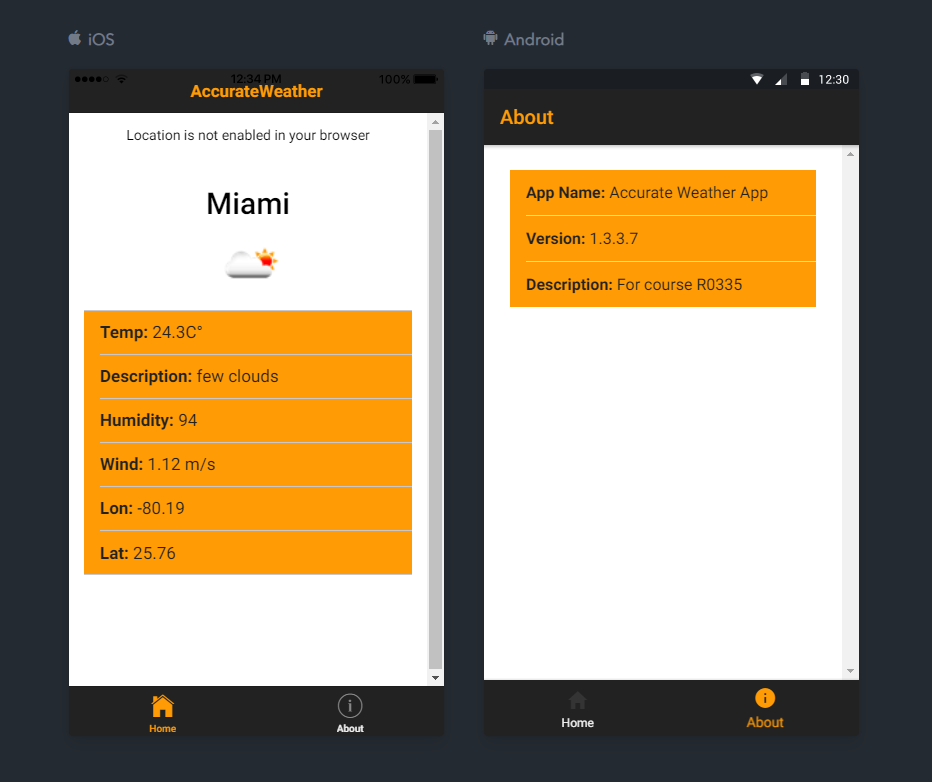 iOS
12:34 PM
100%
AccurateWeather
Location is not enabled in your browser
Miami
Temp: 24.3C°
Description: few clouds
Humidity: 94
Wind: 1.12 m/s
Lon: -80.19
Lat: 25.76
Home
About
Android
12:30
About
App Name: Accurate Weather App
Version: 1.3.3.7
Description: For course R0335
Home
About